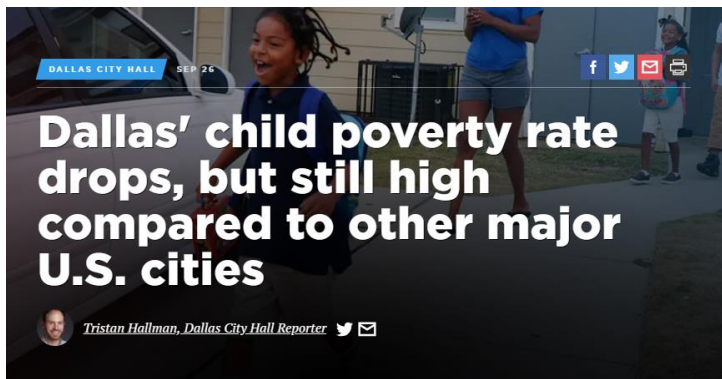 DALLAS CITY HALL SEP 26
Dallas' child poverty rate
drops, but still high
compared to other major
U.S. cities
Tristan Hallman, Dallas City Hall Reporter